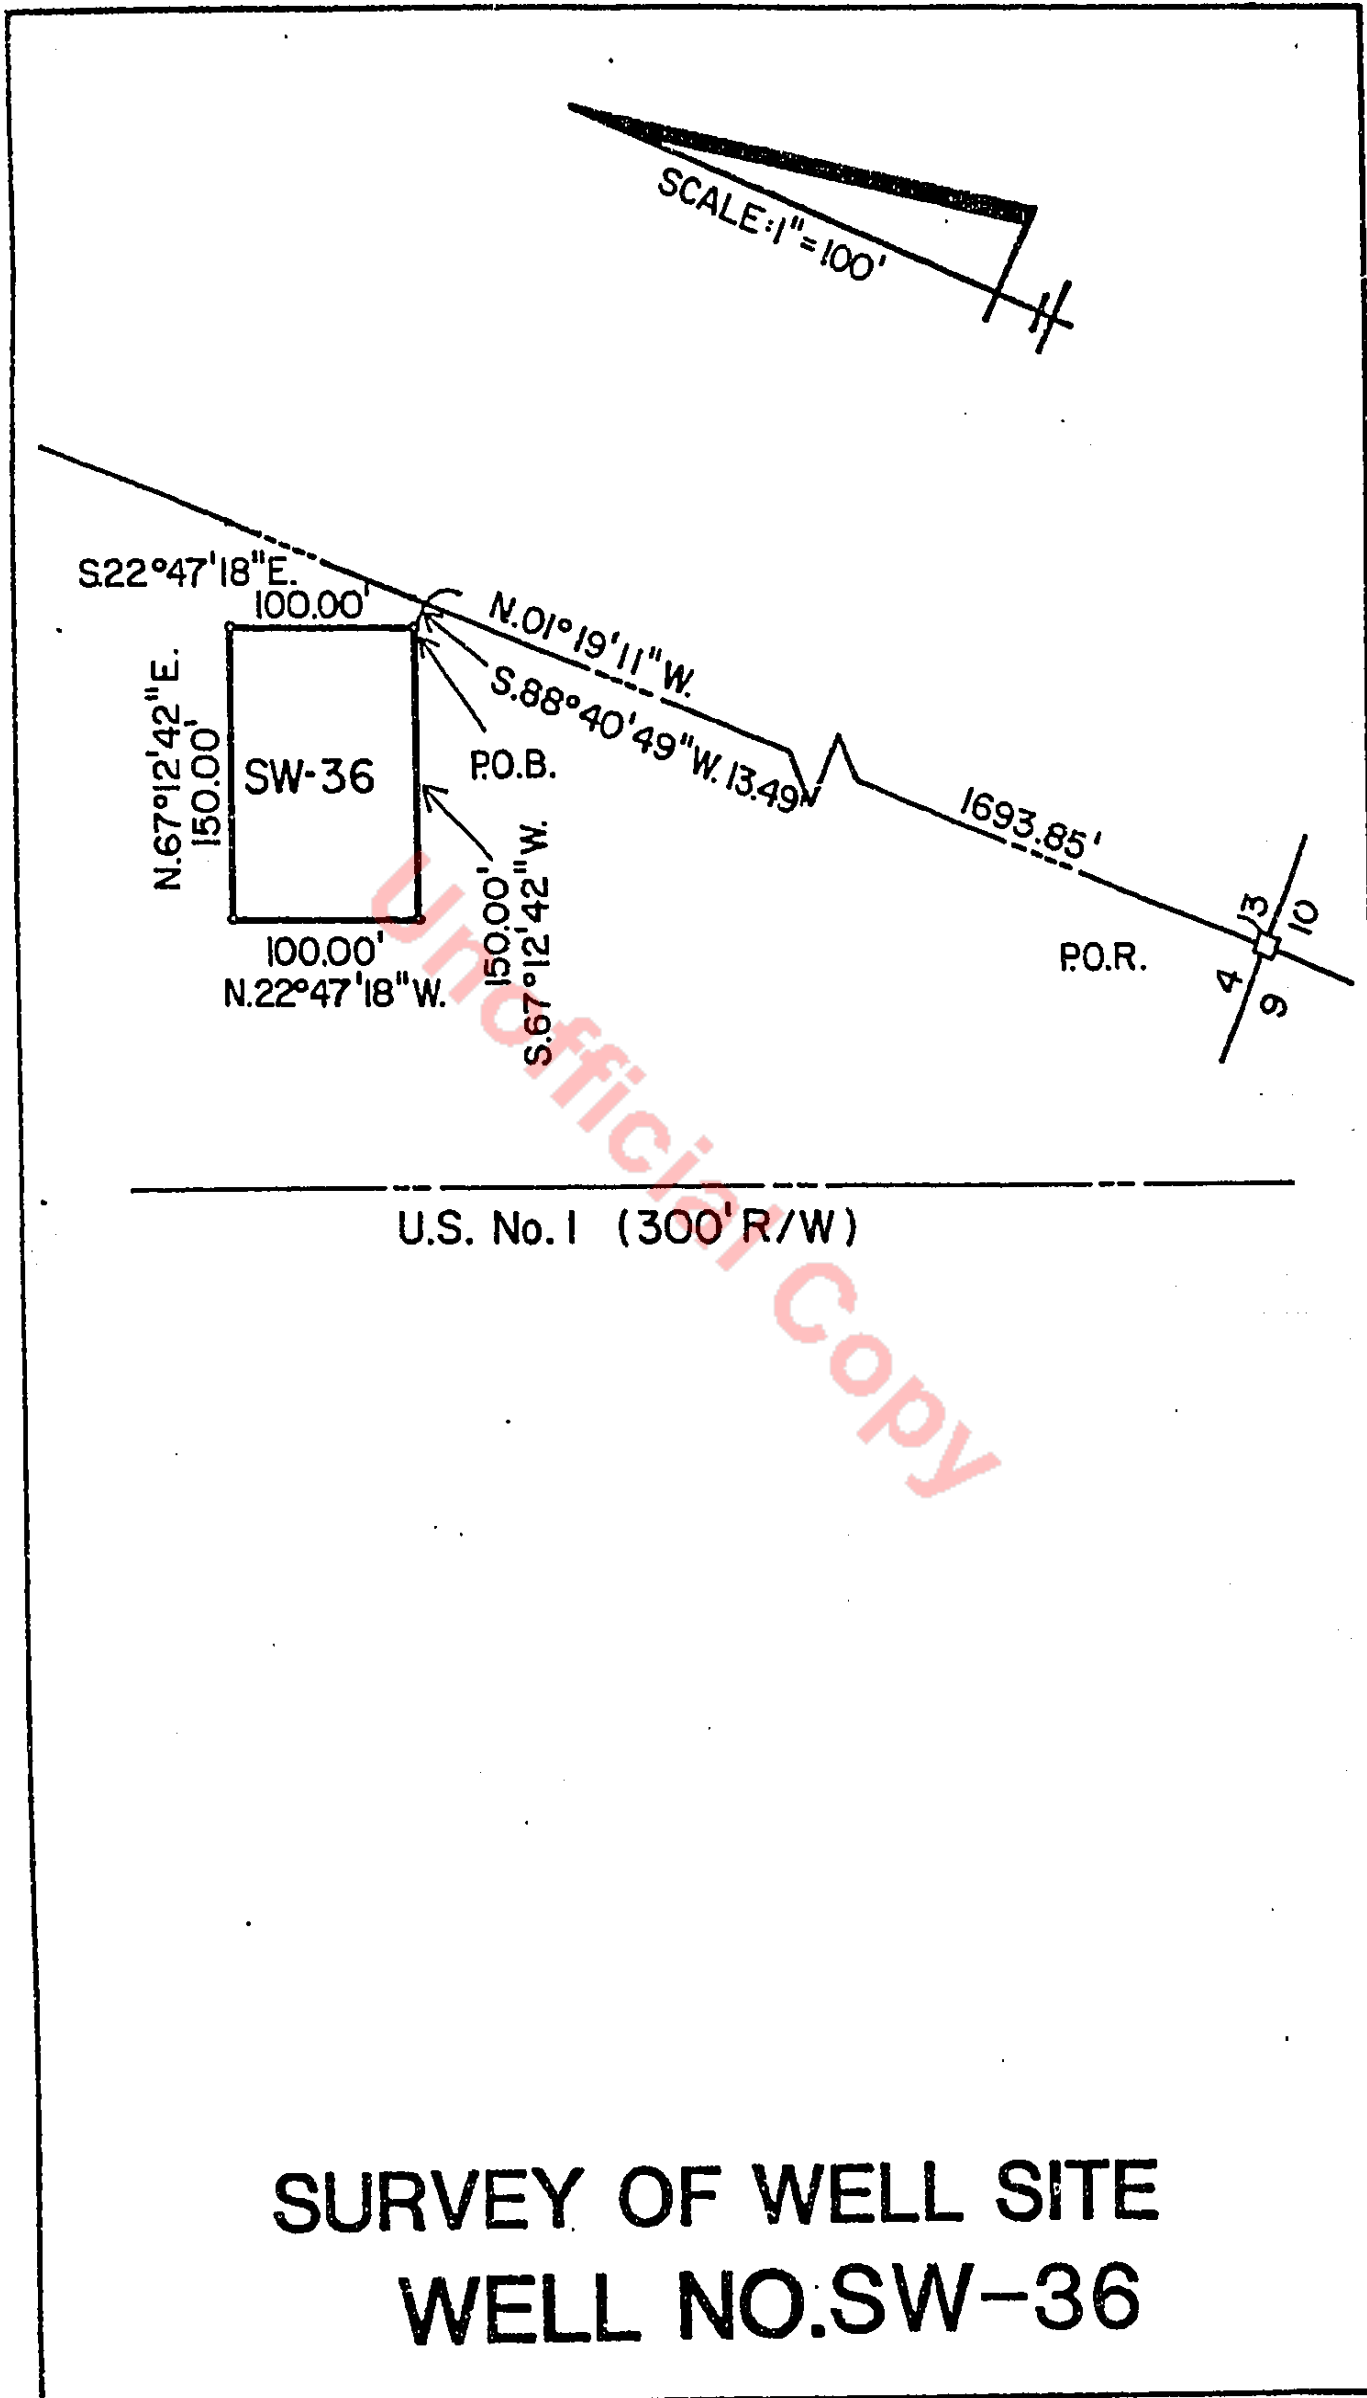 SCALE:1"=100'
S.22°47'18"E.
100.00'
N.01°19'11"W.
S.88°40'49"W. 13.49'
N.67°12'42"E.
150.00'
SW-36
P.O.B.
1693.85'
150.00'
S.67°12'42"W.
13
10
P.O.R.
4
9
100.00'
N.22°47'18"W.
U.S. No. 1 (300' R/W)
Unofficial Copy
SURVEY OF WELL SITE
WELL NO.SW-36